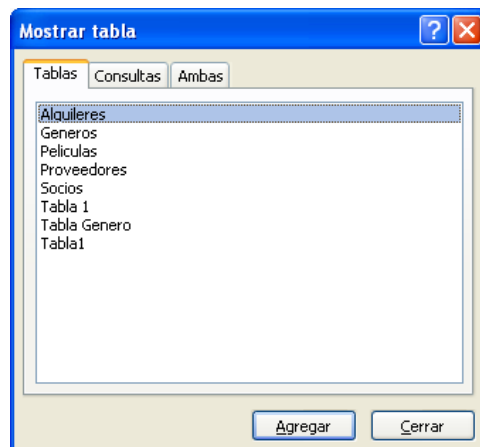 Mostrar tabla
Tablas Consultas Ambas
Alquileres
Generos
Peliculas
Proveedores
Socios
Tabla 1
Tabla Genero
Tabla1
Agregar Cerrar